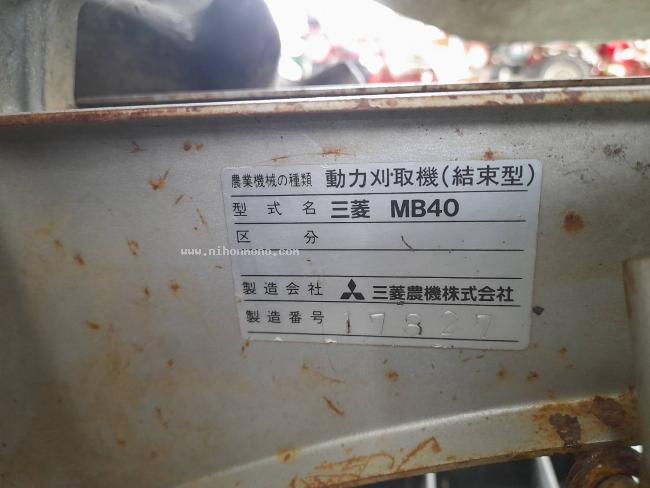 農業機械の種類 動力刈取機(結束型)
型式名 三菱 MB40
区分
www.nihonmono.com
製造会社 三菱農機株式会社
製造番号 17827